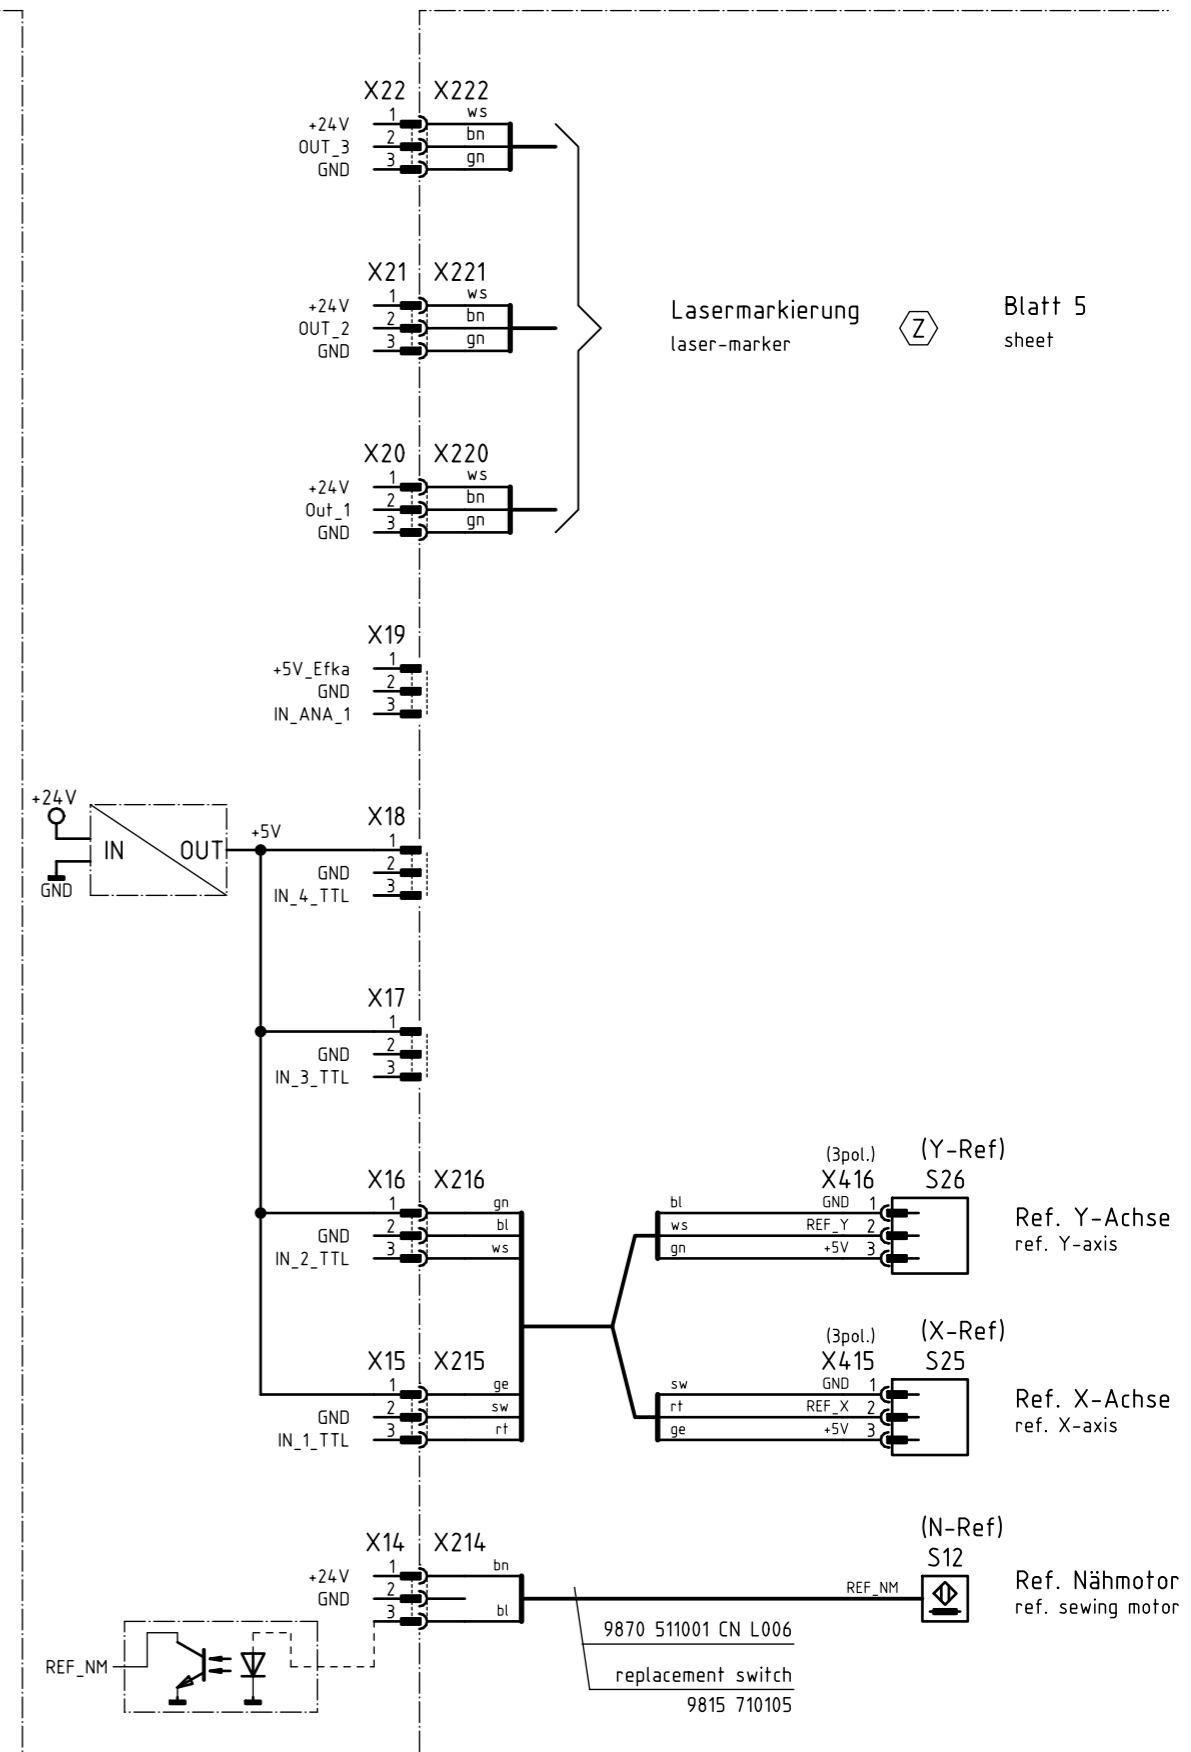 X22 X222
+24V 1 ws
OUT_3 2 bn
GND 3 gn
X21 X221
+24V 1 ws
OUT_2 2 bn
GND 3 gn
Lasermarkierung
laser-marker
Z
Blatt 5
sheet
X20 X220
+24V 1 ws
Out_1 2 bn
GND 3 gn
X19
+5V_Efka 1
GND 2
IN_ANA_1 3
+24V
GND
IN
OUT
+5V
X18
1
GND 2
IN_4_TTL 3
X17
1
GND 2
IN_3_TTL 3
X16 X216
1 gn
GND 2 bl
IN_2_TTL 3 ws
(3pol.) (Y-Ref)
X416 S26
bl GND 1
ws REF_Y 2
gn +5V 3
Ref. Y-Achse
ref. Y-axis
X15 X215
1 ge
GND 2 sw
IN_1_TTL 3 rt
(3pol.) (X-Ref)
X415 S25
sw GND 1
rt REF_X 2
ge +5V 3
Ref. X-Achse
ref. X-axis
X14 X214
+24V 1 bn
GND 2
3 bl
REF_NM
(N-Ref)
S12
REF_NM
Ref. Nähmotor
ref. sewing motor
9870 511001 CN L006
replacement switch
9815 710105